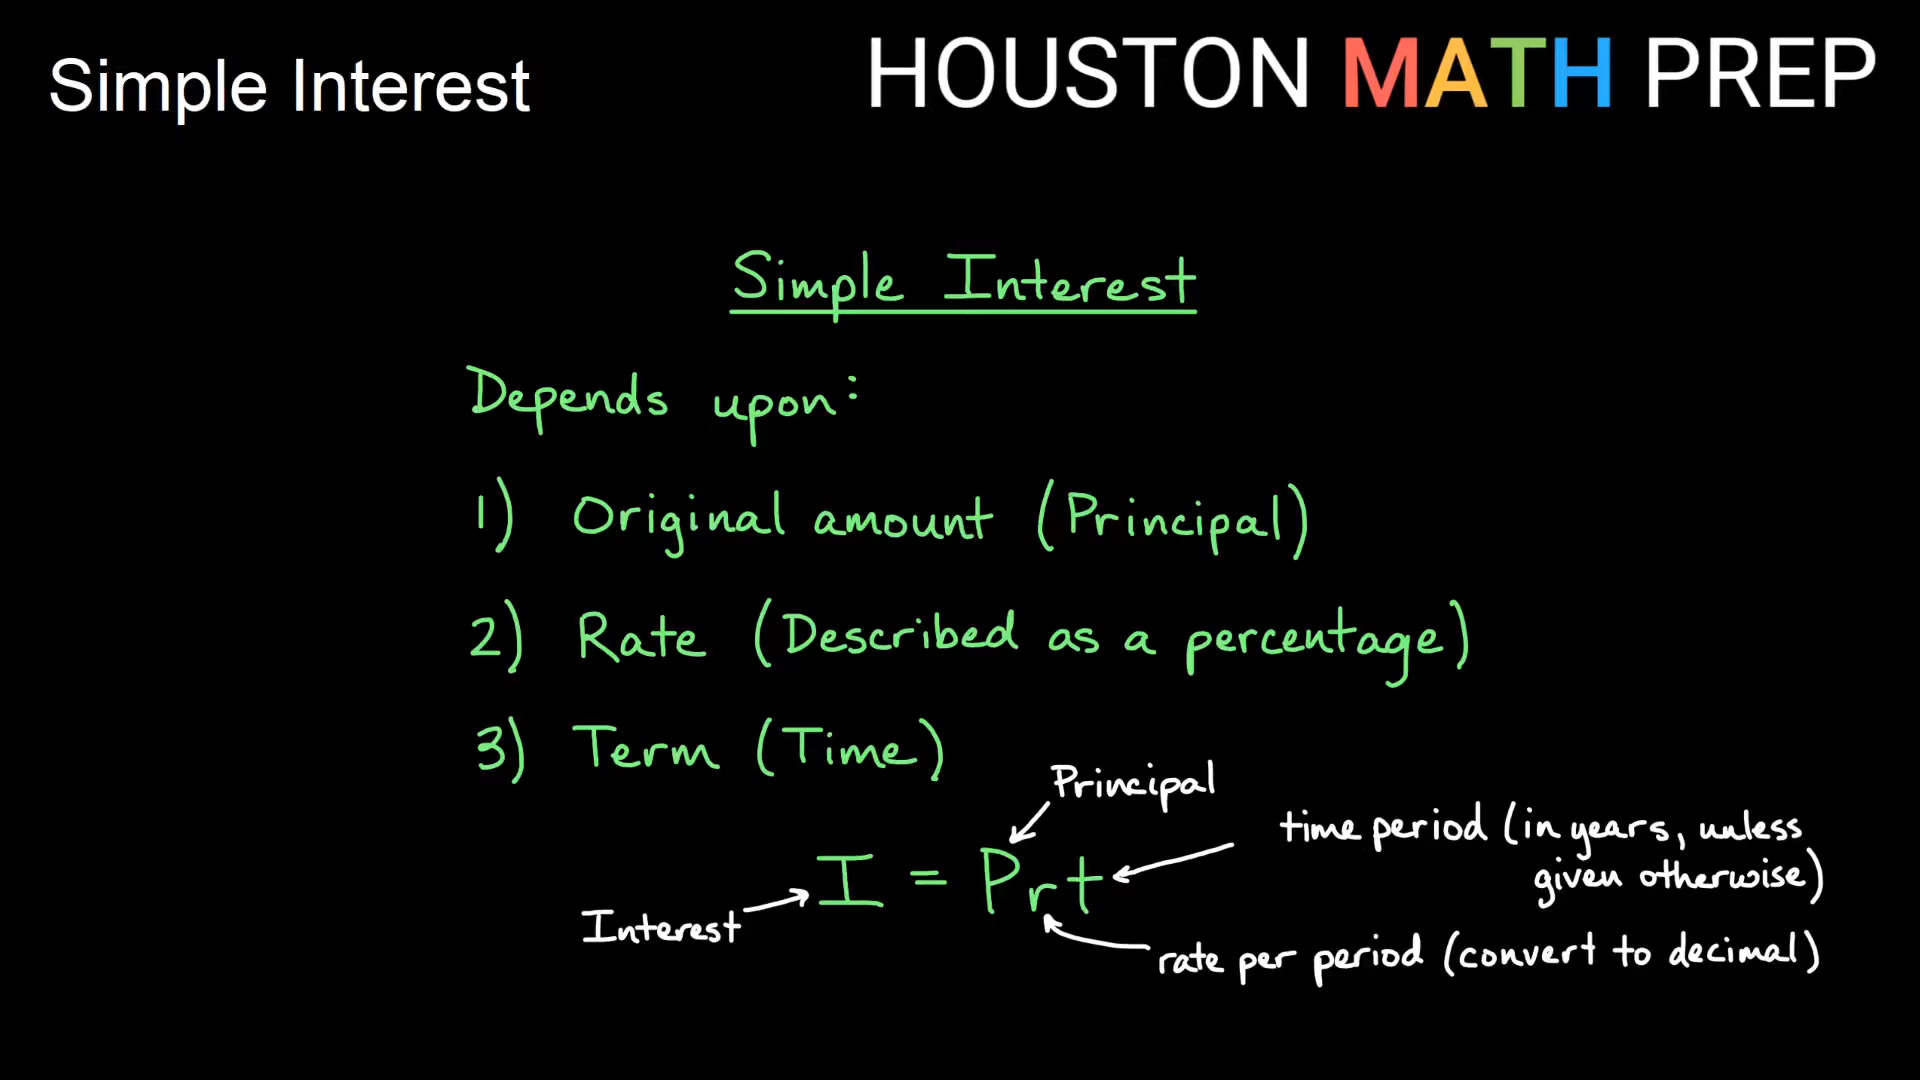 Simple Interest
HOUSTON MATH PREP
Simple Interest
Depends upon:
1) Original amount (Principal)
2) Rate (Described as a percentage)
3) Term (Time)
Principal
time period (in years, unless
given otherwise)
I = Prt
Interest
rate per period (convert to decimal)